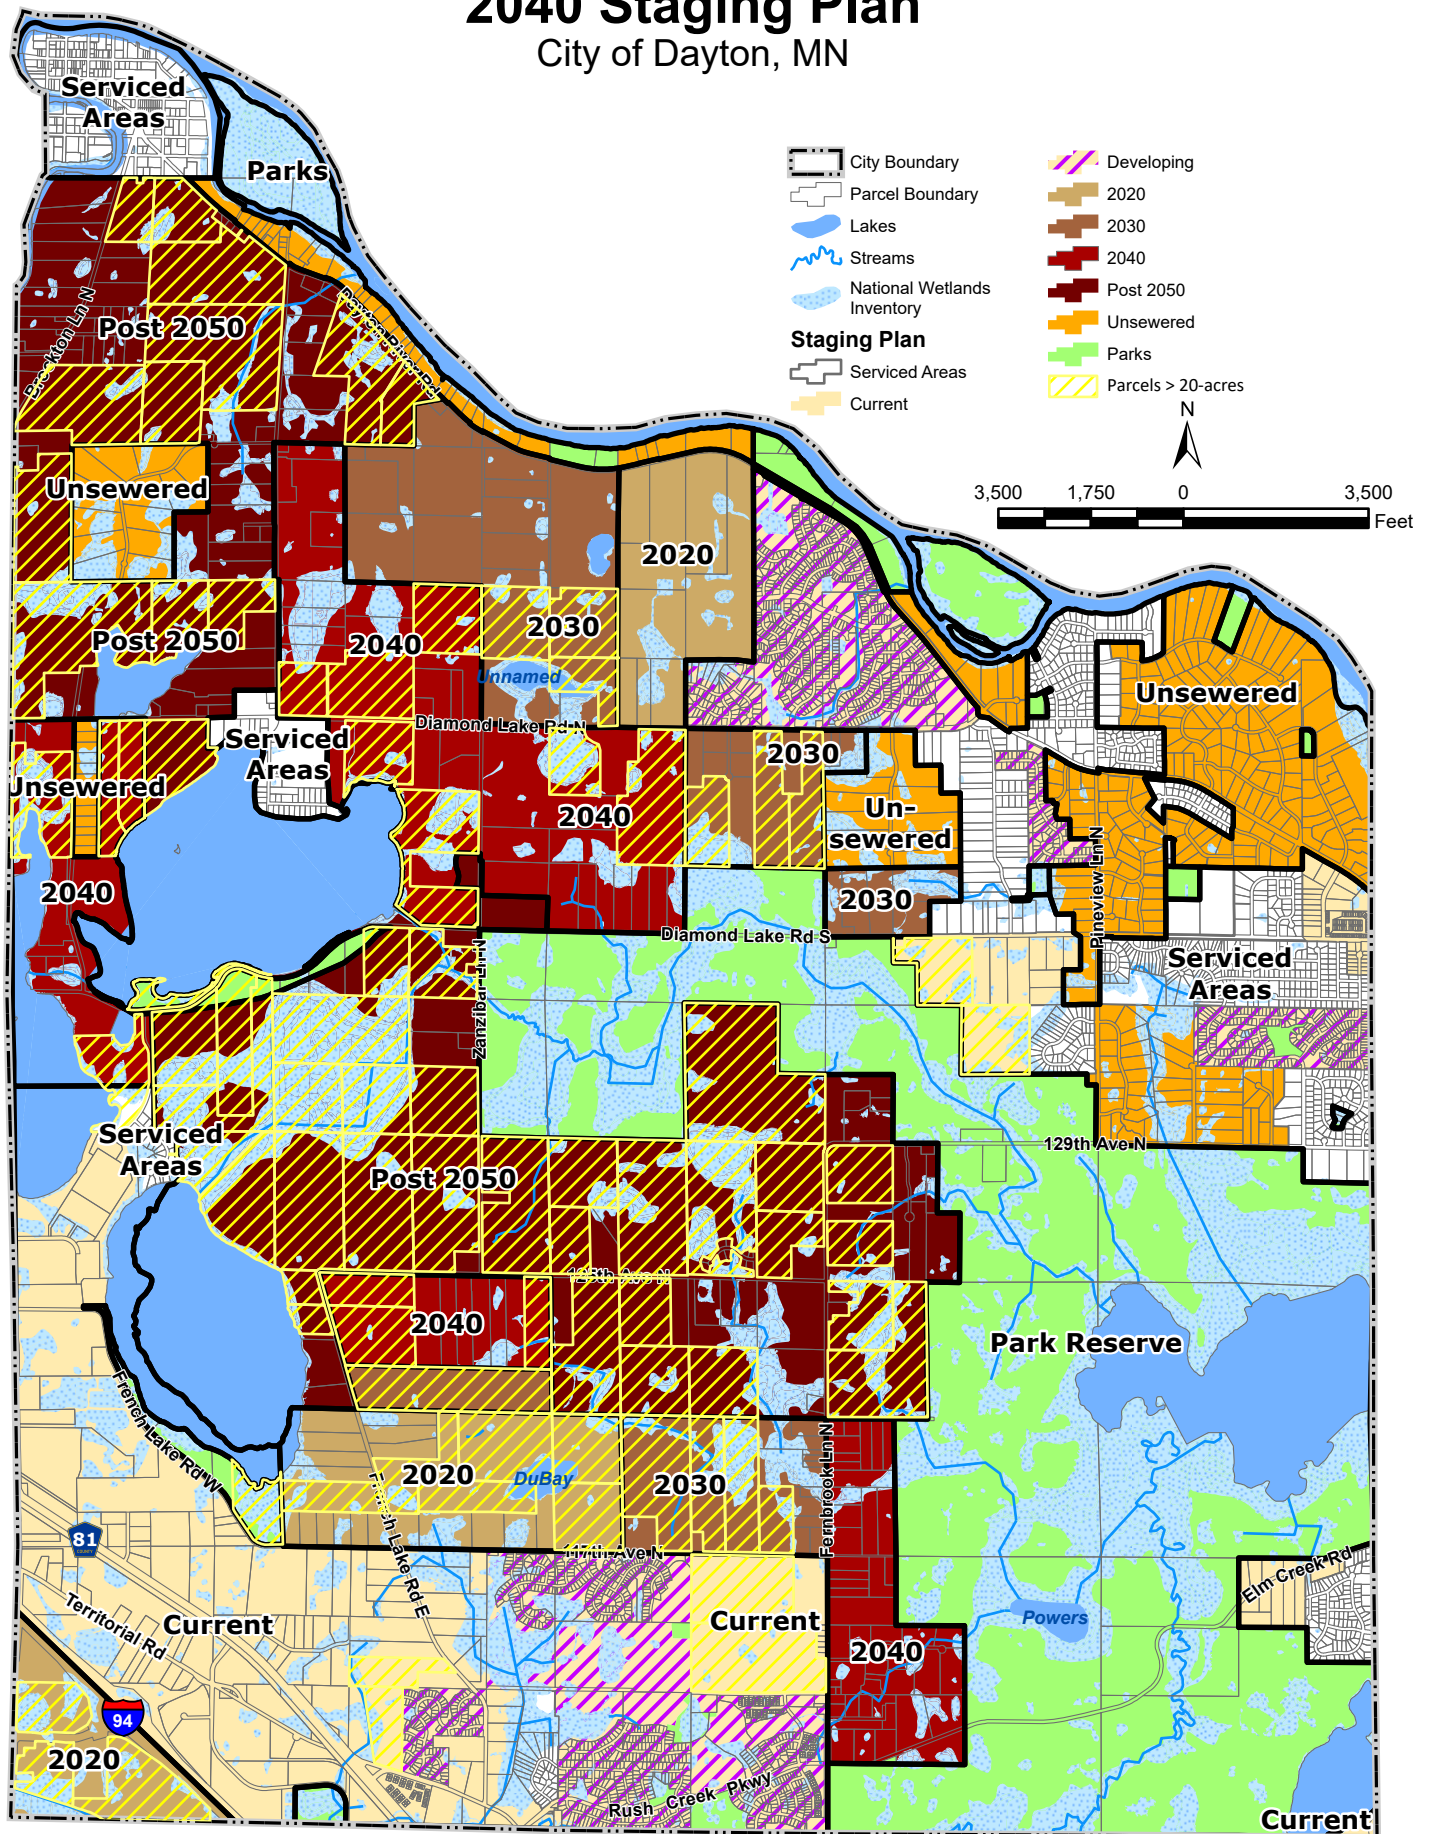 2040 Staging Plan
City of Dayton, MN
Serviced
Areas
Parks
City Boundary
Parcel Boundary
Lakes
Streams
National Wetlands
Inventory
Staging Plan
Serviced Areas
Current
Developing
2020
2030
2040
Post 2050
Unsewered
Parks
Parcels > 20-acres
N
3,500
1,750
0
3,500
Feet
Brockton Ln N
Post 2050
Dayton River Rd
Unsewered
2020
Post 2050
2040
2030
Unnamed
Unsewered
Diamond Lake Rd N
Serviced
Areas
Unsewered
2030
2040
Un-
sewered
2040
2030
Pineview Ln N
Diamond Lake Rd S
Zanzibar Ln N
Serviced
Areas
Serviced
Areas
129th Ave N
Post 2050
125th Ave N
2040
Park Reserve
French Lake Rd W
2020
DuBay
2030
Fernbrook Ln N
French Lake Rd E
81
COUNTY
117th Ave N
Elm Creek Rd
Territorial Rd
Current
Current
Powers
2040
94
2020
Rush Creek Pkwy
Current